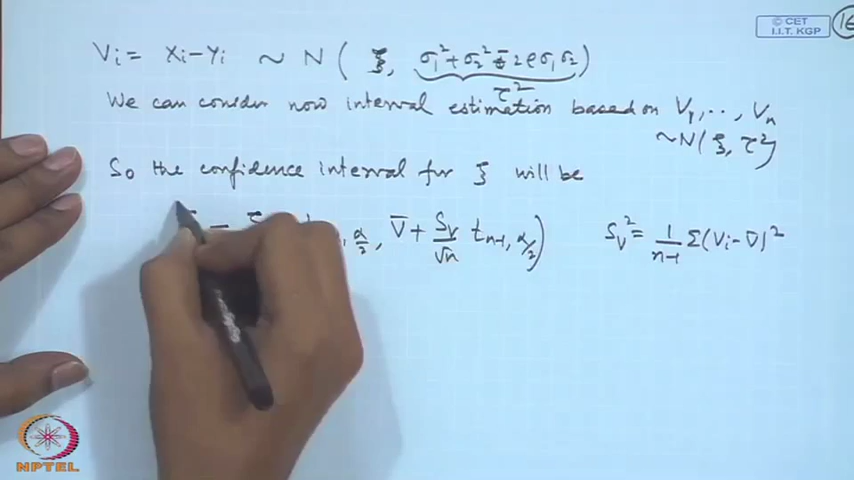 © CET
I.I.T. KGP
16
Vi = Xi - Yi ~ N ( ξ, σ₁² + σ₂² - 2ρσ₁σ₂ )
τ²
We can consider now interval estimation based on V₁, .., Vn
~ N( ξ, τ²)
So the confidence interval for ξ will be
α/2 , V̄ + Sv/√n t n-1, α/2 )
Sv² = 1/n-1 Σ(Vi - V̄)²
NPTEL